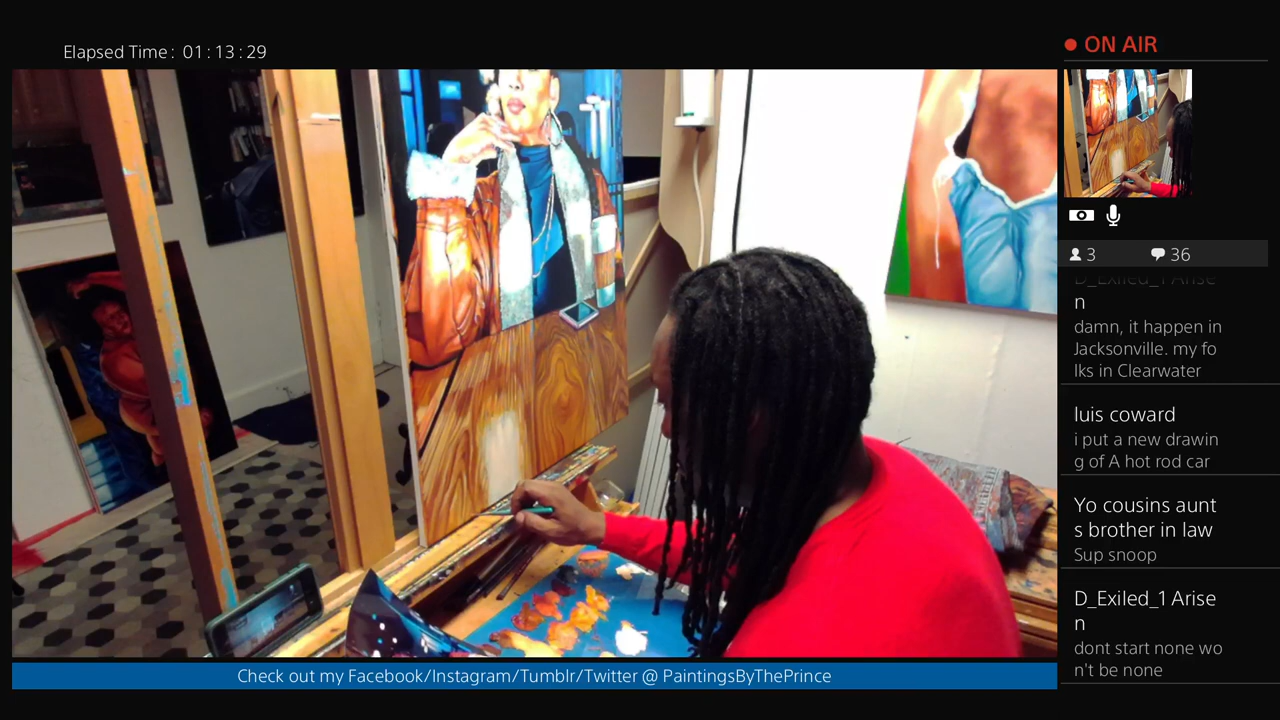 Elapsed Time: 01:13:29
ON AIR
3 36
D_Exiled_1 Arise
n
damn, it happen in
Jacksonville. my fo
lks in Clearwater
luis coward
i put a new drawin
g of A hot rod car
Yo cousins aunt
s brother in law
Sup snoop
D_Exiled_1 Arise
n
dont start none wo
n't be none
Check out my Facebook/Instagram/Tumblr/Twitter @ PaintingsByThePrince